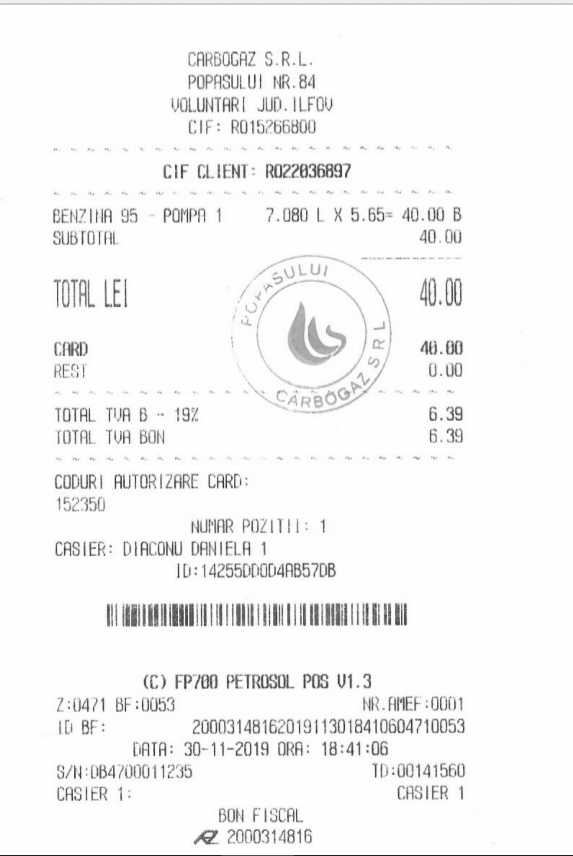 CARBOGAZ S.R.L.
POPASULUI NR.84
VOLUNTARI JUD.ILFOV
CIF: RO15266800
CIF CLIENT: RO22036897
BENZINA 95 - POMPA 1 7.080 L X 5.65= 40.00 B
SUBTOTAL 40.00
POPASULUI
CARBOGAZ SRL
TOTAL LEI 40.00
CARD 40.00
REST 0.00
TOTAL TVA B - 19% 6.39
TOTAL TVA BON 6.39
CODURI AUTORIZARE CARD:
152350
NUMAR POZITII: 1
CASIER: DIACONU DANIELA 1
ID:14255DD0D4AB57DB
(C) FP700 PETROSOL POS V1.3
Z:0471 BF:0053 NR.AMEF:0001
ID BF: 2000314816201911301841060471 0053
DATA: 30-11-2019 ORA: 18:41:06
S/N:DB4700011235 TD:00141560
CASIER 1: CASIER 1
BON FISCAL
2000314816